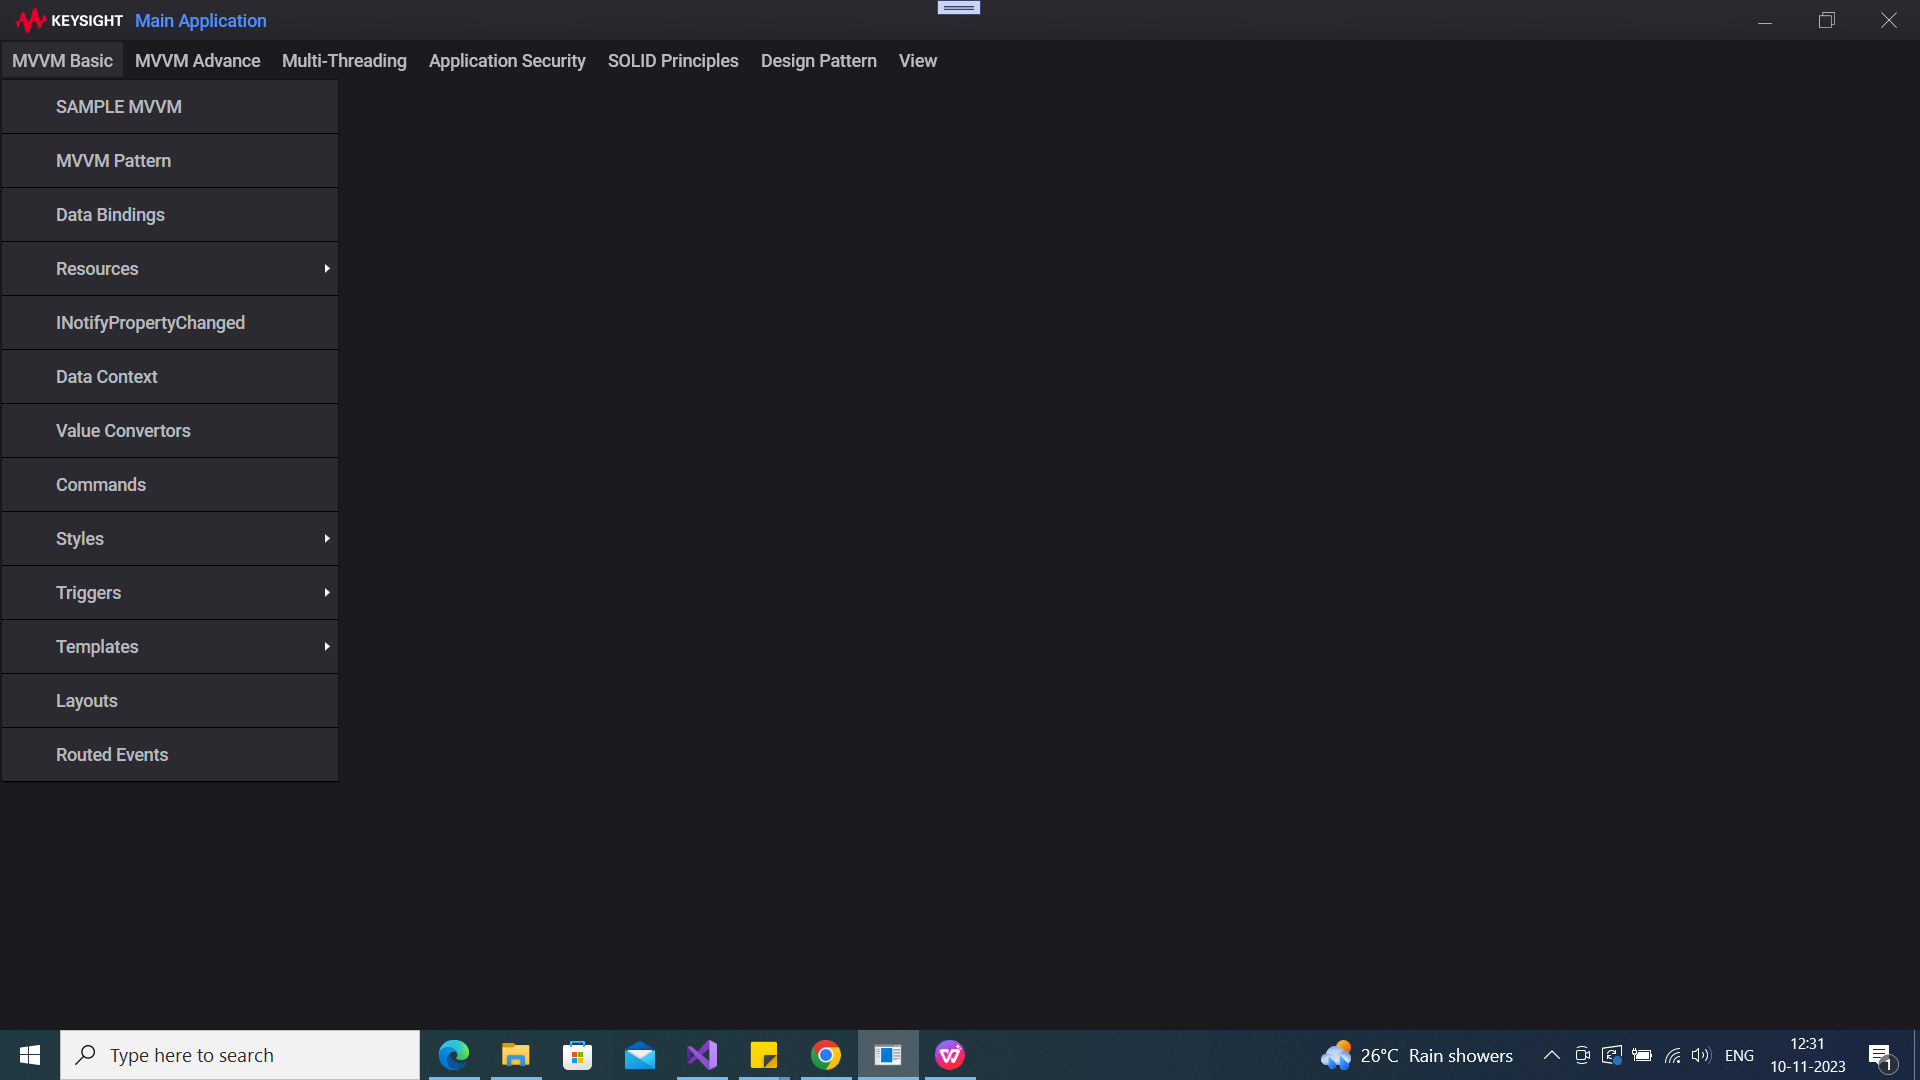 KEYSIGHT Main Application
MVVM Basic MVVM Advance Multi-Threading Application Security SOLID Principles Design Pattern View
SAMPLE MVVM
MVVM Pattern
Data Bindings
Resources
INotifyPropertyChanged
Data Context
Value Convertors
Commands
Styles
Triggers
Templates
Layouts
Routed Events
Type here to search
26°C Rain showers
ENG
12:31
10-11-2023
1